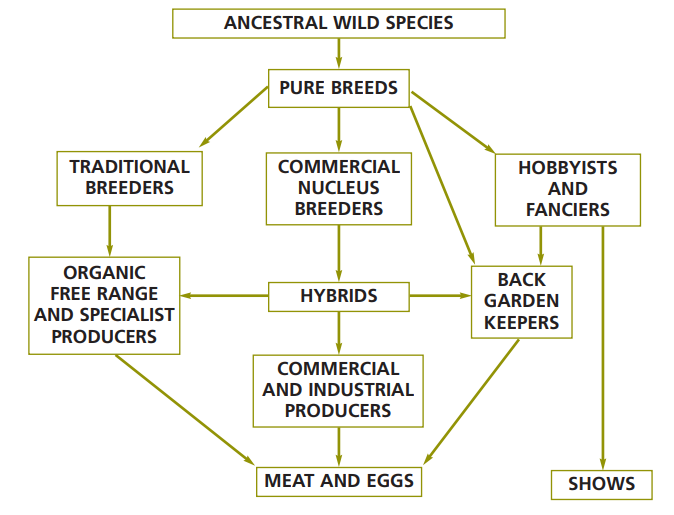 ANCESTRAL WILD SPECIES
PURE BREEDS
TRADITIONAL
BREEDERS
COMMERCIAL
NUCLEUS
BREEDERS
HOBBYISTS
AND
FANCIERS
ORGANIC
FREE RANGE
AND SPECIALIST
PRODUCERS
HYBRIDS
BACK
GARDEN
KEEPERS
COMMERCIAL
AND INDUSTRIAL
PRODUCERS
MEAT AND EGGS
SHOWS